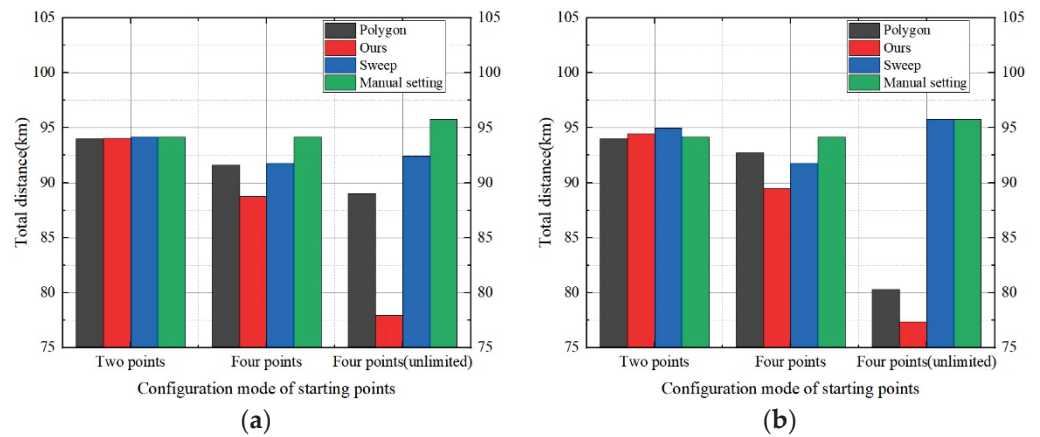 105
100
95
90
85
80
75
Total distance(km)
Polygon
Ours
Sweep
Manual setting
105
100
95
90
85
80
75
Two points
Four points
Four points(unlimited)
Configuration mode of starting points
(a)
105
100
95
90
85
80
75
Total distance(km)
Polygon
Ours
Sweep
Manual setting
105
100
95
90
85
80
75
Two points
Four points
Four points(unlimited)
Configuration mode of starting points
(b)